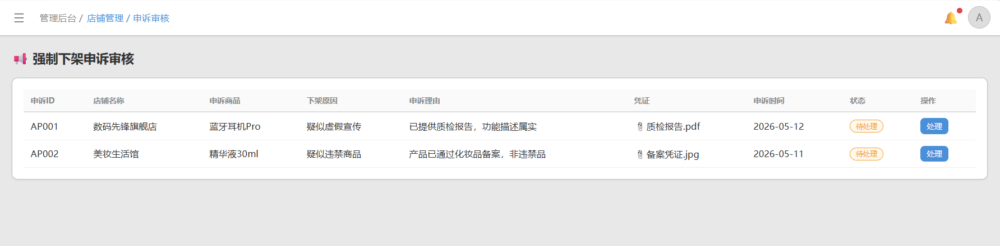 管理后台 / 店铺管理 / 申诉审核
A
强制下架申诉审核
申诉ID 店铺名称 申诉商品 下架原因 申诉理由 凭证 申诉时间 状态 操作
AP001 数码先锋旗舰店 蓝牙耳机Pro 疑似虚假宣传 已提供质检报告，功能描述属实 质检报告.pdf 2026-05-12 待处理 处理
AP002 美妆生活馆 精华液30ml 疑似违禁商品 产品已通过化妆品备案，非违禁品 备案凭证.jpg 2026-05-11 待处理 处理